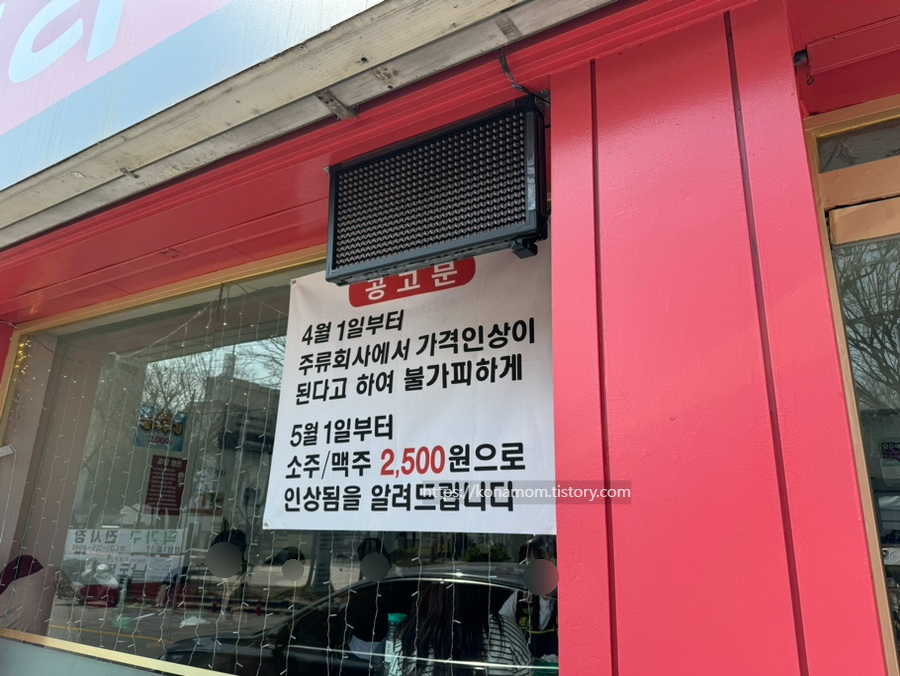 공고문
4월 1일부터
주류회사에서 가격인상이
된다고 하여 불가피하게
5월 1일부터
소주/맥주 2,500원으로
인상됨을 알려드립니다
https://konamom.tistory.com